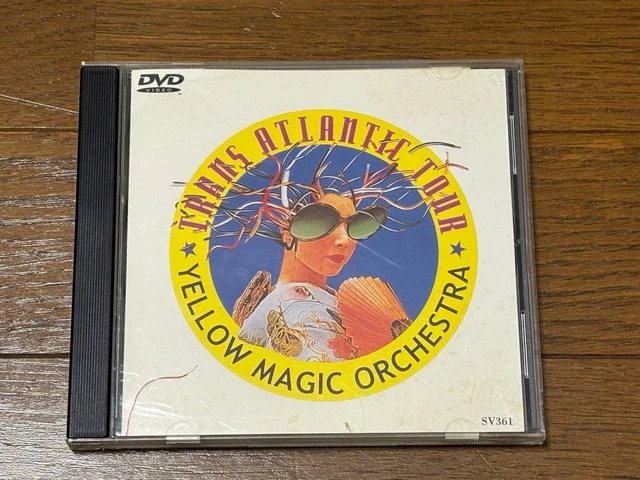 DVD
VIDEO
TRANS ATLANTIC TOUR
YELLOW MAGIC ORCHESTRA
SV361